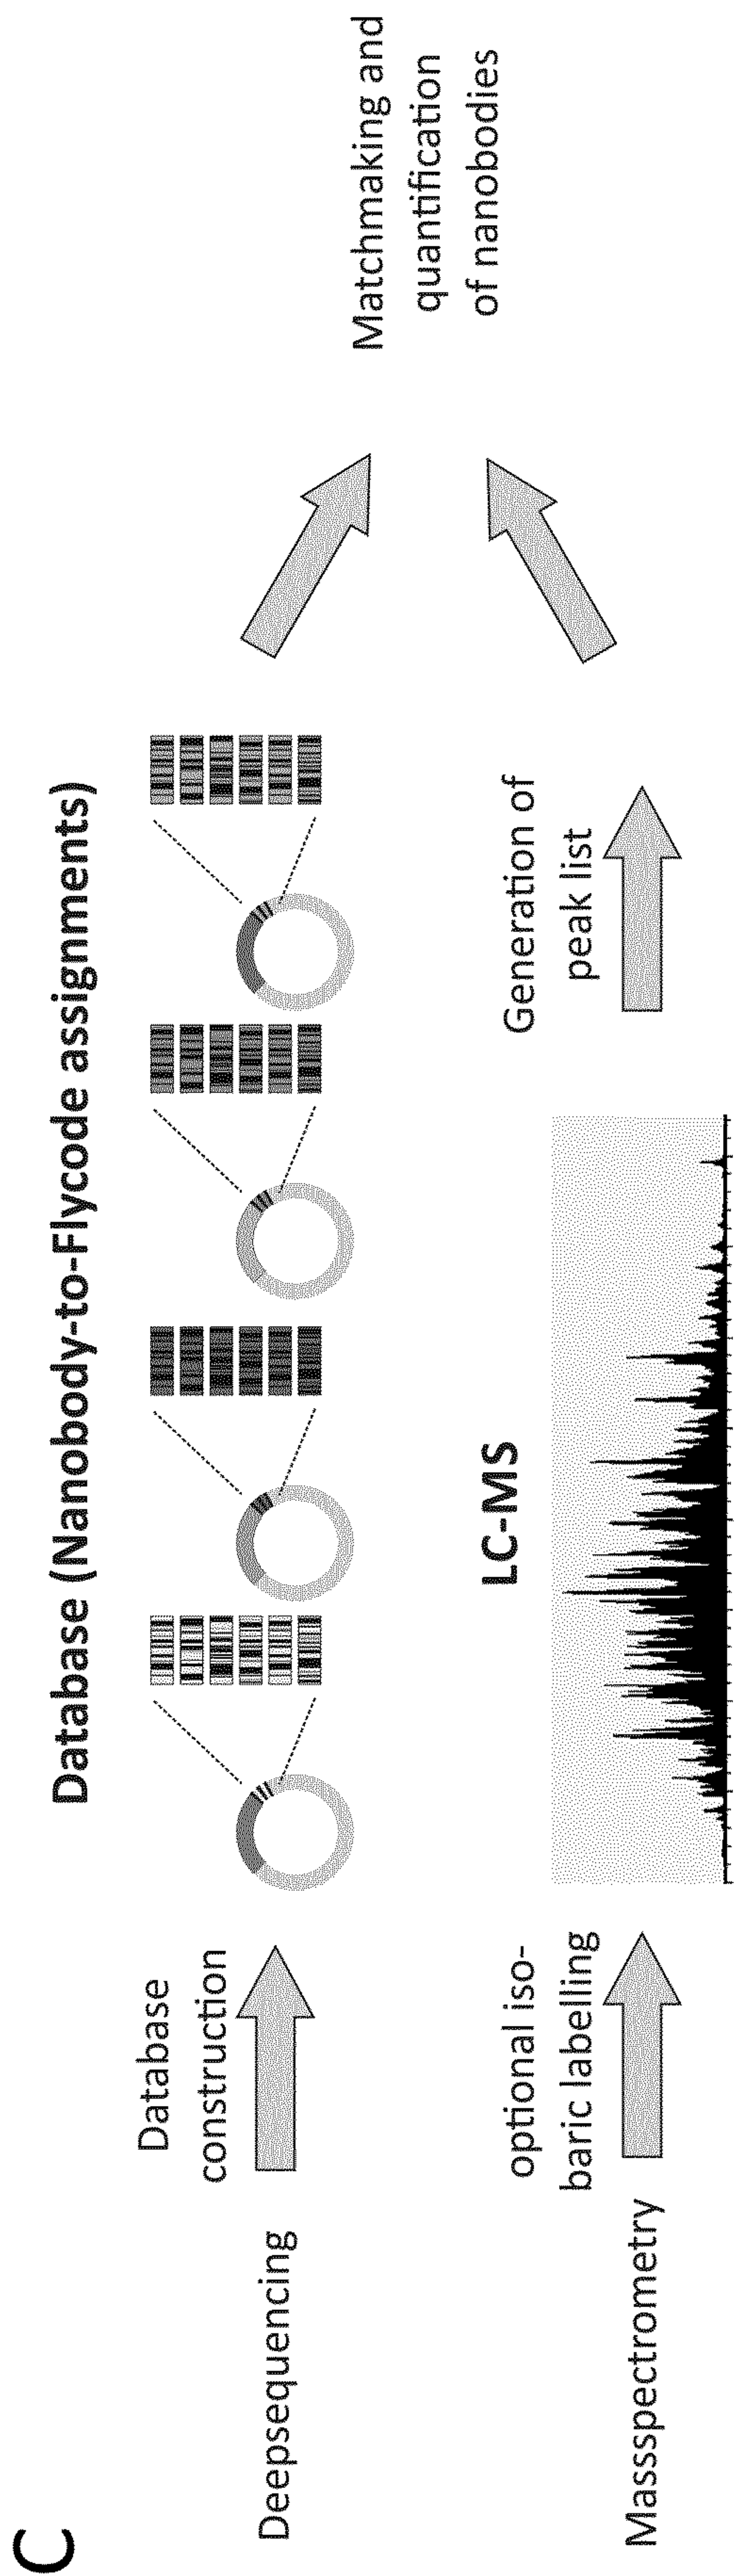 C
Database (Nanobody-to-Flycode assignments)
Deepsequencing
Database
construction
Matchmaking and
quantification
of nanobodies
LC-MS
Massspectrometry
optional iso-
baric labelling
Generation of
peak list